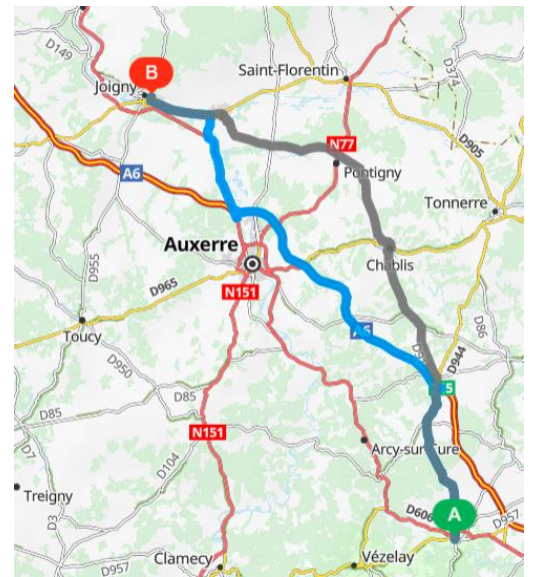 D149
Joigny
B
Saint-Florentin
D374
A6
N77
D905
Pontigny
Tonnerre
Auxerre
D955
D965
N151
Chablis
Toucy
D950
A6
D86
D944
5
D85
D85
N151
D7
D104
Arcy-sur-Cure
Treigny
D3
D606
A
D957
D957
Clamecy
Vézelay